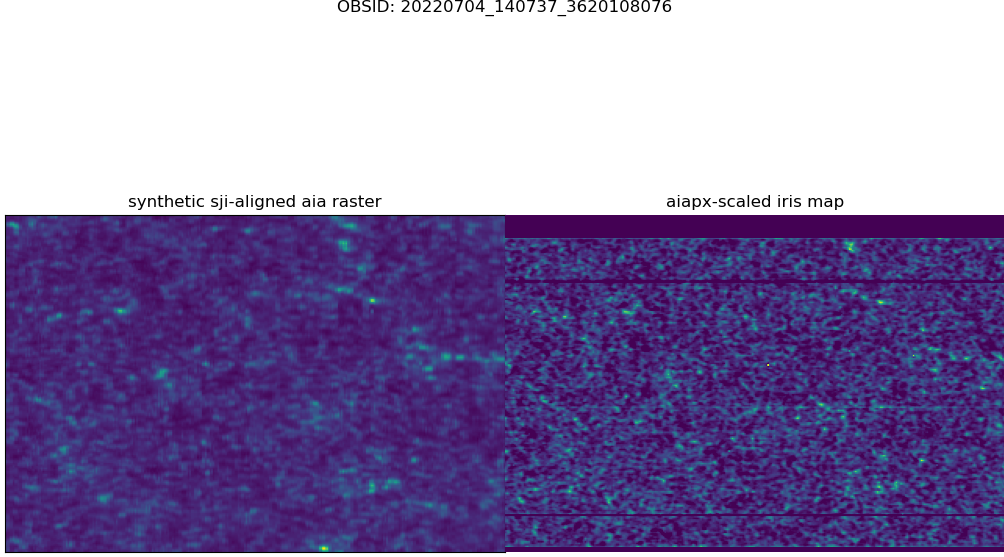 OBSID: 20220704_140737_3620108076
synthetic sji-aligned aia raster
aiapx-scaled iris map